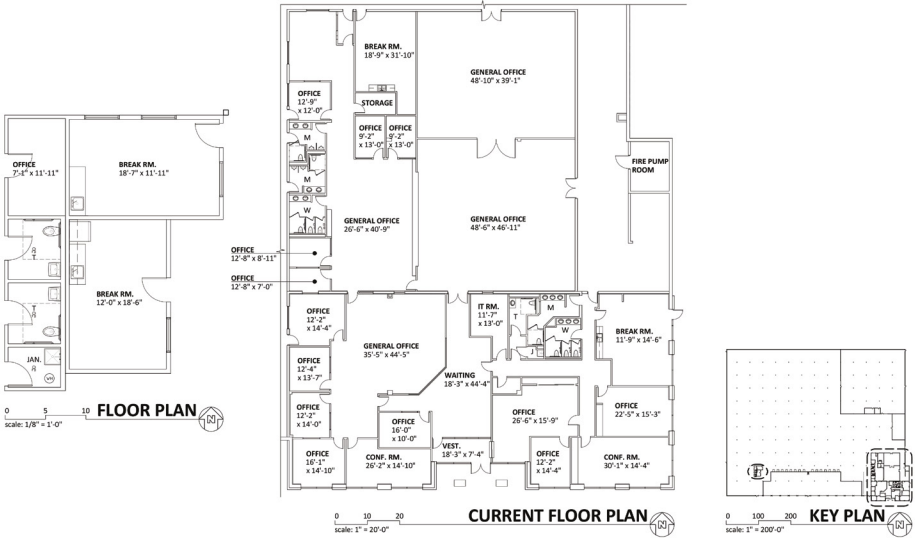 OFFICE
7'-1" x 11'-11"
BREAK RM.
18'-7" x 11'-11"
BREAK RM.
12'-0" x 18'-6"
T
T
JAN.
WH
0 5 10
scale: 1/8" = 1'-0"
FLOOR PLAN
N
BREAK RM.
18'-9" x 31'-10"
GENERAL OFFICE
48'-10" x 39'-1"
OFFICE
12'-9"
x 12'-0"
STORAGE
OFFICE
9'-2"
x 13'-0"
OFFICE
9'-2"
x 13'-0"
M
M
W
GENERAL OFFICE
26'-6" x 40'-9"
GENERAL OFFICE
48'-6" x 46'-11"
FIRE PUMP
ROOM
OFFICE
12'-8" x 8'-11"
OFFICE
12'-8" x 7'-0"
OFFICE
12'-2"
x 14'-4"
GENERAL OFFICE
35'-5" x 44'-5"
IT RM.
11'-7"
x 13'-0"
T
M
W
J
BREAK RM.
11'-9" x 14'-6"
OFFICE
12'-4"
x 13'-7"
WAITING
18'-3" x 44'-4"
OFFICE
12'-2"
x 14'-0"
OFFICE
16'-0"
x 10'-0"
OFFICE
26'-6" x 15'-9"
OFFICE
22'-5" x 15'-3"
OFFICE
16'-1"
x 14'-10"
CONF. RM.
26'-2" x 14'-10"
VEST.
18'-3" x 7'-4"
OFFICE
12'-2"
x 14'-4"
CONF. RM.
30'-1" x 14'-4"
0 10 20
scale: 1" = 20'-0"
CURRENT FLOOR PLAN
N
0 100 200
scale: 1" = 200'-0"
KEY PLAN
N